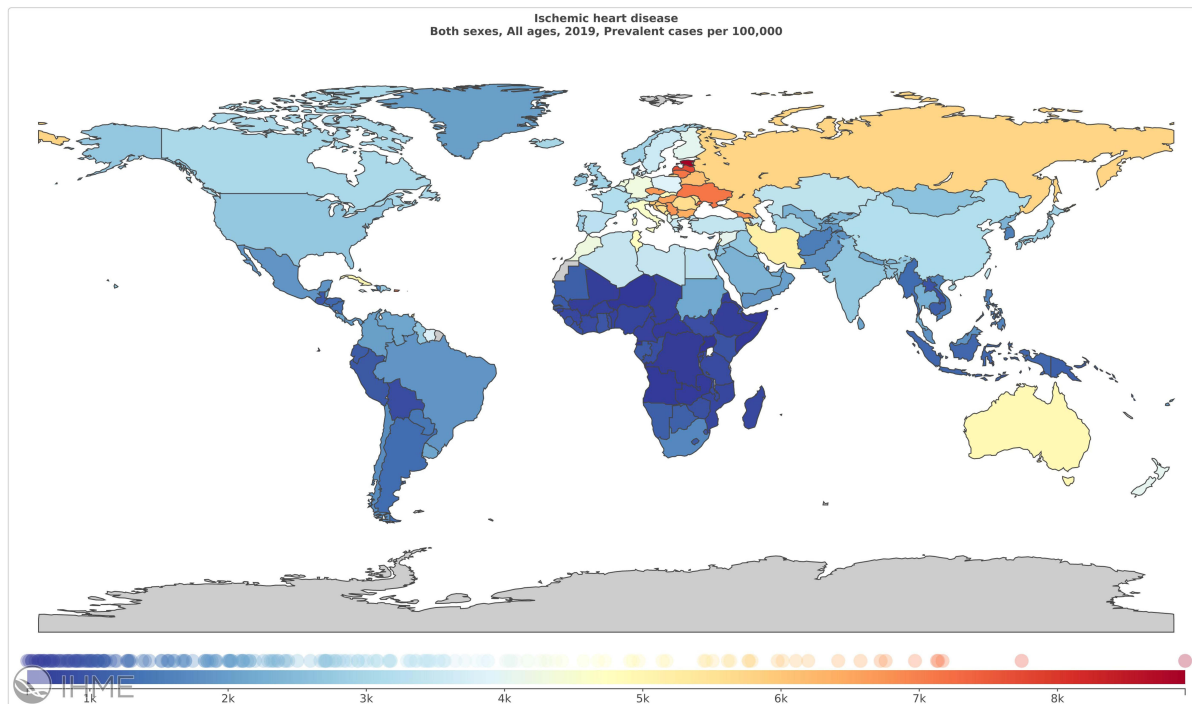 Ischemic heart disease
Both sexes, All ages, 2019, Prevalent cases per 100,000
IHME
1k 2k 3k 4k 5k 6k 7k 8k